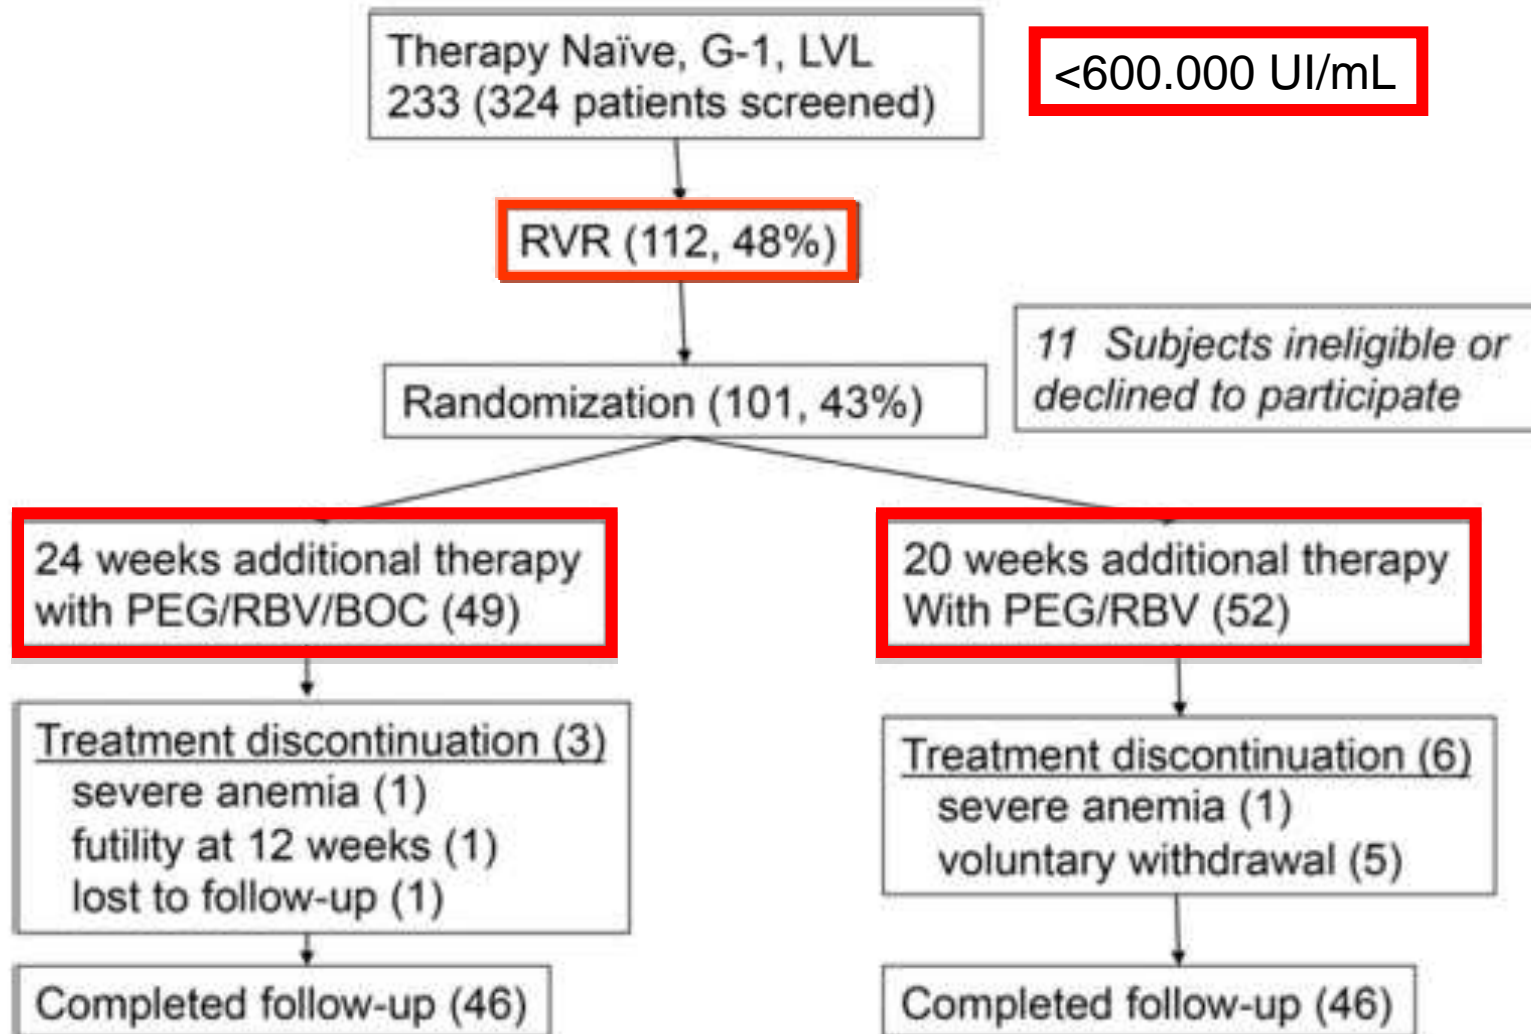 Therapy Naïve, G-1, LVL
233 (324 patients screened)
<600.000 UI/mL
RVR (112, 48%)
11 Subjects ineligible or
declined to participate
Randomization (101, 43%)
24 weeks additional therapy
with PEG/RBV/BOC (49)
20 weeks additional therapy
With PEG/RBV (52)
Treatment discontinuation (3)
severe anemia (1)
futility at 12 weeks (1)
lost to follow-up (1)
Treatment discontinuation (6)
severe anemia (1)
voluntary withdrawal (5)
Completed follow-up (46)
Completed follow-up (46)